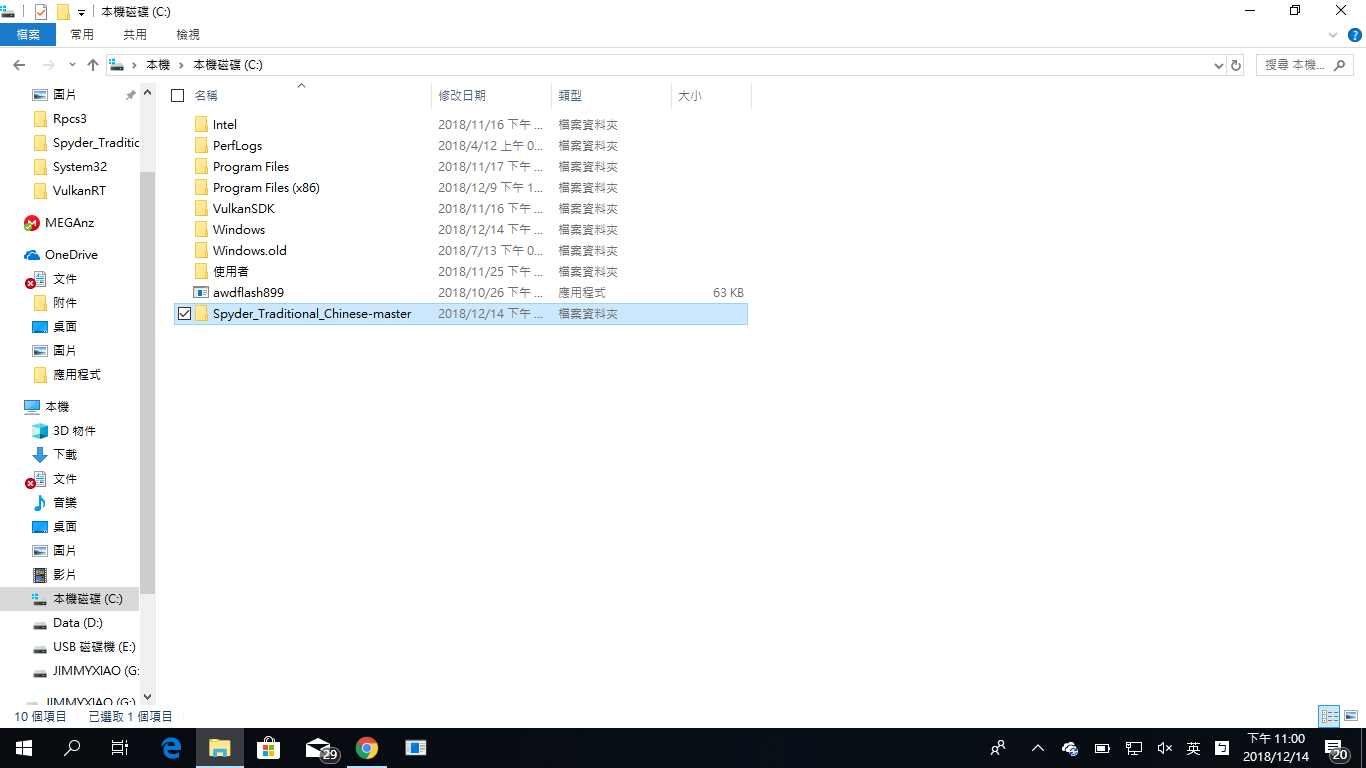 本機磁碟 (C:)
檔案 常用 共用 檢視
本機 本機磁碟 (C:) 搜尋 本機...
名稱 修改日期 類型 大小
圖片
Rpcs3
Spyder_Traditic
System32
VulkanRT
MEGAnz
OneDrive
文件
附件
桌面
圖片
應用程式
本機
3D 物件
下載
文件
音樂
桌面
圖片
影片
本機磁碟 (C:)
Data (D:)
USB 磁碟機 (E:)
JIMMYXIAO (G:
JIMMYXIAO (G:)
Intel 2018/11/16 下午 ... 檔案資料夾
PerfLogs 2018/4/12 上午 0... 檔案資料夾
Program Files 2018/11/17 下午 ... 檔案資料夾
Program Files (x86) 2018/12/9 下午 1... 檔案資料夾
VulkanSDK 2018/11/16 下午 ... 檔案資料夾
Windows 2018/12/14 下午 ... 檔案資料夾
Windows.old 2018/7/13 下午 0... 檔案資料夾
使用者 2018/11/25 下午 ... 檔案資料夾
awdflash899 2018/10/26 下午 ... 應用程式 63 KB
Spyder_Traditional_Chinese-master 2018/12/14 下午 ... 檔案資料夾
10 個項目 已選取 1 個項目
29
英
下午 11:00
2018/12/14
20